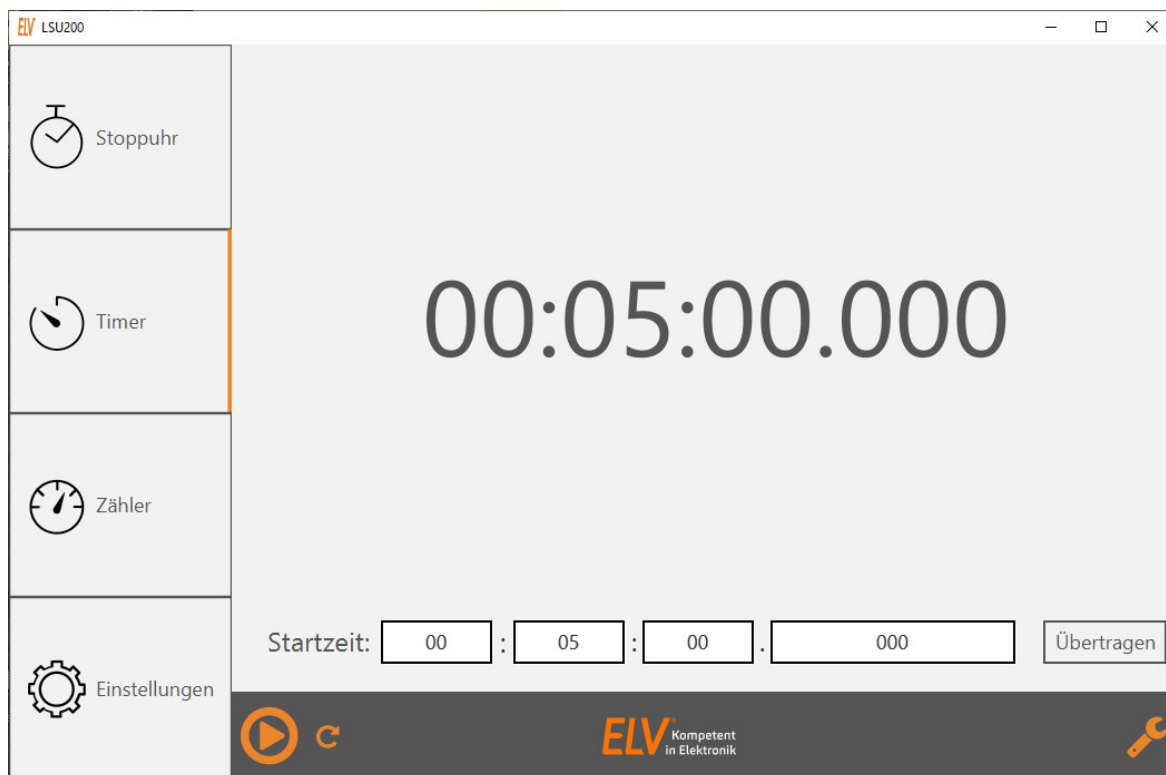 ELV LSU200
Stoppuhr
Timer
Zähler
Einstellungen
00:05:00.000
Startzeit: 00 : 05 : 00 . 000 Übertragen
ELV Kompetent
in Elektronik